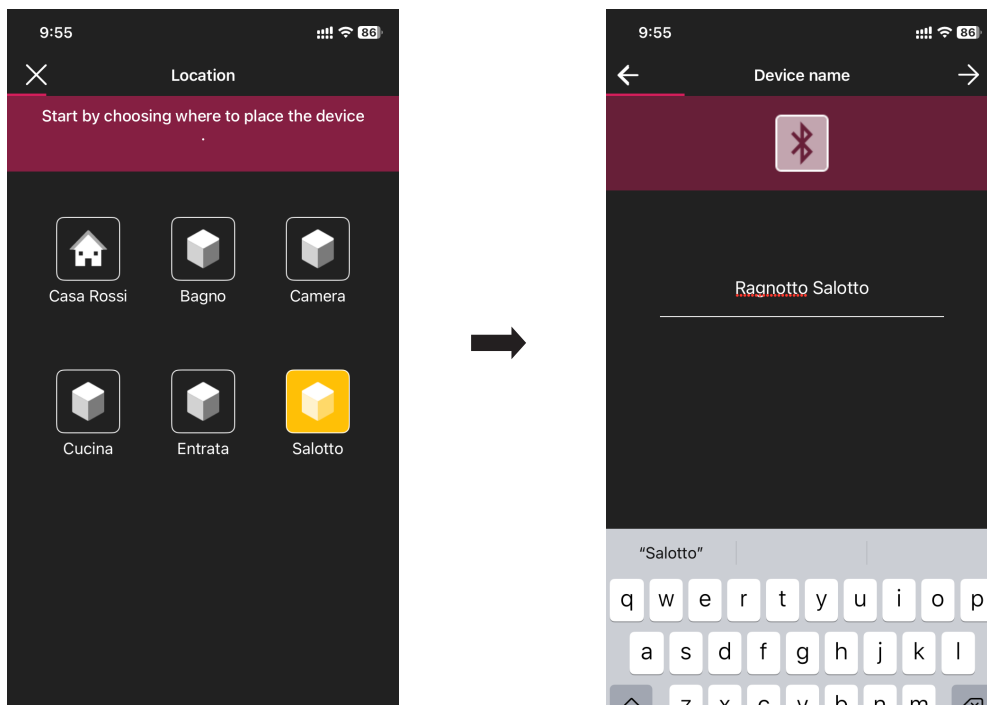 9:55
86
Location
Start by choosing where to place the device
.
Casa Rossi
Bagno
Camera
Cucina
Entrata
Salotto
9:55
86
Device name
Ragnotto Salotto
“Salotto”
q w e r t y u i o p
a s d f g h j k l
z x c v b n m